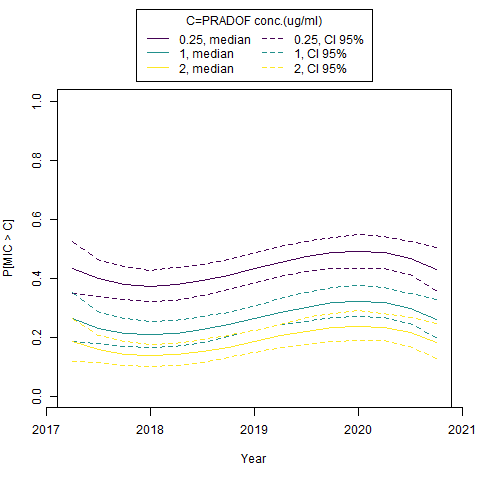 C=PRADOF conc.(ug/ml)
0.25, median 0.25, CI 95%
1, median 1, CI 95%
2, median 2, CI 95%
1.0
0.8
0.6
0.4
0.2
0.0
P[MIC > C]
2017 2018 2019 2020 2021
Year